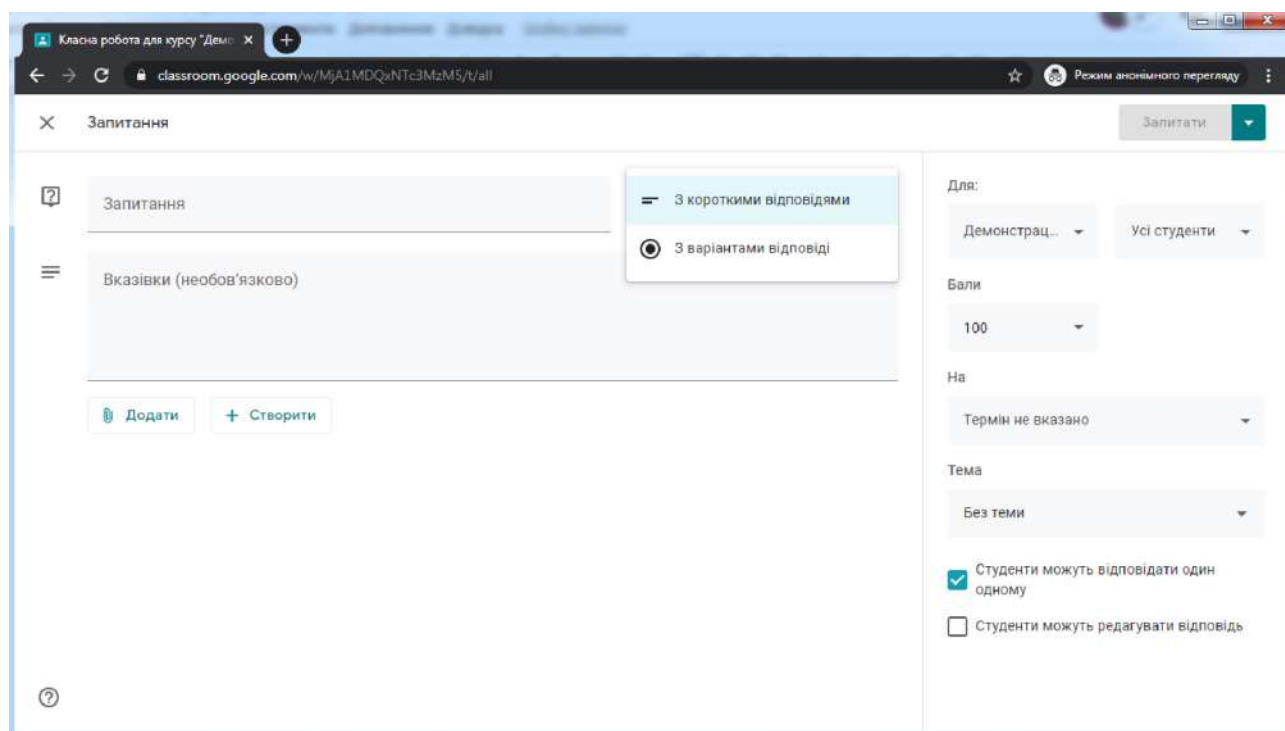 Класна робота для курсу "Демо
classroom.google.com/w/MjA1MDQxNTc3MzM5/t/all
Режим анонімного перегляду
Запитання
Запитати
Запитання
З короткими відповідями
З варіантами відповіді
Вказівки (необов'язково)
Додати
Створити
Для:
Демонстрац...
Усі студенти
Бали
100
На
Термін не вказано
Тема
Без теми
Студенти можуть відповідати один
одному
Студенти можуть редагувати відповідь